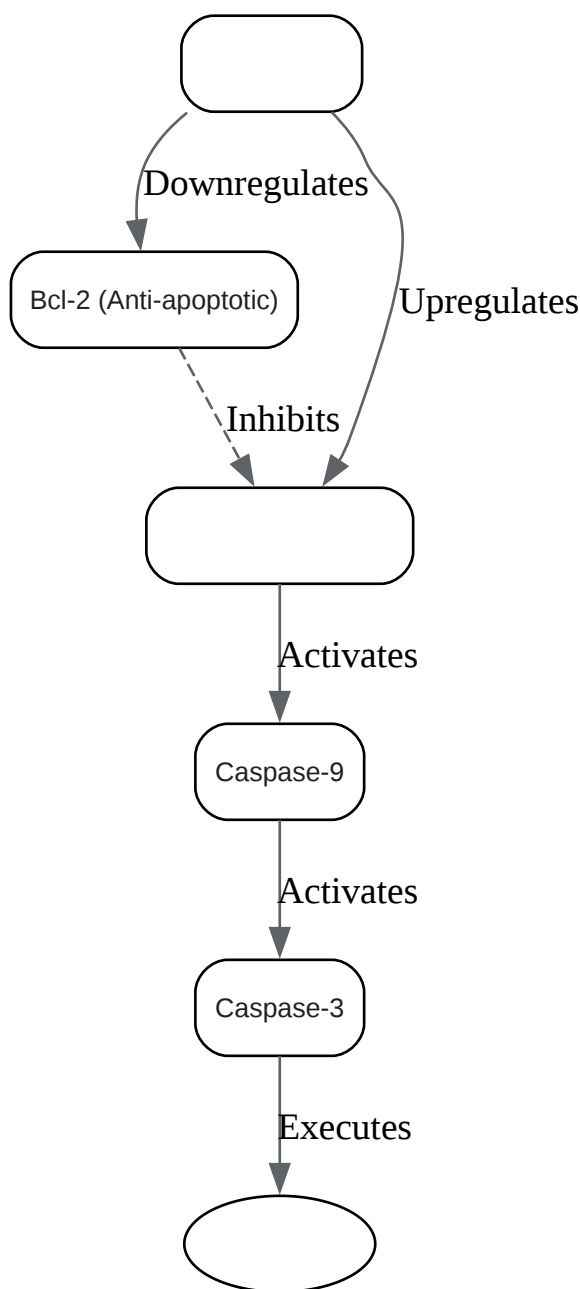 Downregulates
Bcl-2 (Anti-apoptotic)
Upregulates
Inhibits
Activates
Caspase-9
Activates
Caspase-3
Executes